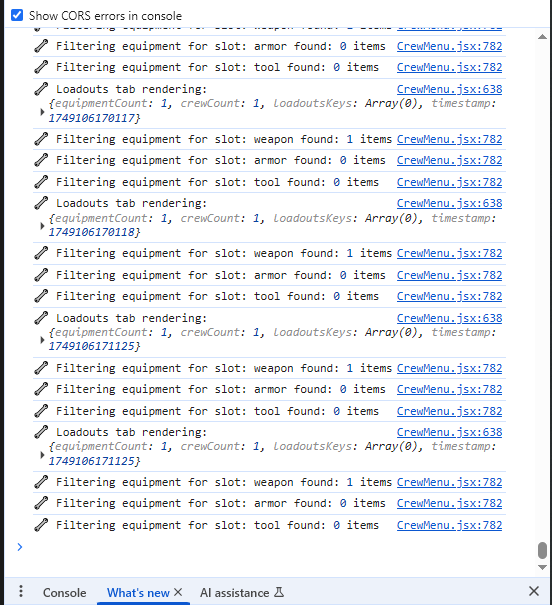 Show CORS errors in console
Filtering equipment for slot: weapon found: 1 items CrewMenu.jsx:782
Filtering equipment for slot: armor found: 0 items CrewMenu.jsx:782
Filtering equipment for slot: tool found: 0 items CrewMenu.jsx:782
Loadouts tab rendering: CrewMenu.jsx:638
{equipmentCount: 1, crewCount: 1, loadoutsKeys: Array(0), timestamp:
1749106170117}
Filtering equipment for slot: weapon found: 1 items CrewMenu.jsx:782
Filtering equipment for slot: armor found: 0 items CrewMenu.jsx:782
Filtering equipment for slot: tool found: 0 items CrewMenu.jsx:782
Loadouts tab rendering: CrewMenu.jsx:638
{equipmentCount: 1, crewCount: 1, loadoutsKeys: Array(0), timestamp:
1749106170118}
Filtering equipment for slot: weapon found: 1 items CrewMenu.jsx:782
Filtering equipment for slot: armor found: 0 items CrewMenu.jsx:782
Filtering equipment for slot: tool found: 0 items CrewMenu.jsx:782
Loadouts tab rendering: CrewMenu.jsx:638
{equipmentCount: 1, crewCount: 1, loadoutsKeys: Array(0), timestamp:
1749106171125}
Filtering equipment for slot: weapon found: 1 items CrewMenu.jsx:782
Filtering equipment for slot: armor found: 0 items CrewMenu.jsx:782
Filtering equipment for slot: tool found: 0 items CrewMenu.jsx:782
Loadouts tab rendering: CrewMenu.jsx:638
{equipmentCount: 1, crewCount: 1, loadoutsKeys: Array(0), timestamp:
1749106171125}
Filtering equipment for slot: weapon found: 1 items CrewMenu.jsx:782
Filtering equipment for slot: armor found: 0 items CrewMenu.jsx:782
Filtering equipment for slot: tool found: 0 items CrewMenu.jsx:782
Console What's new AI assistance